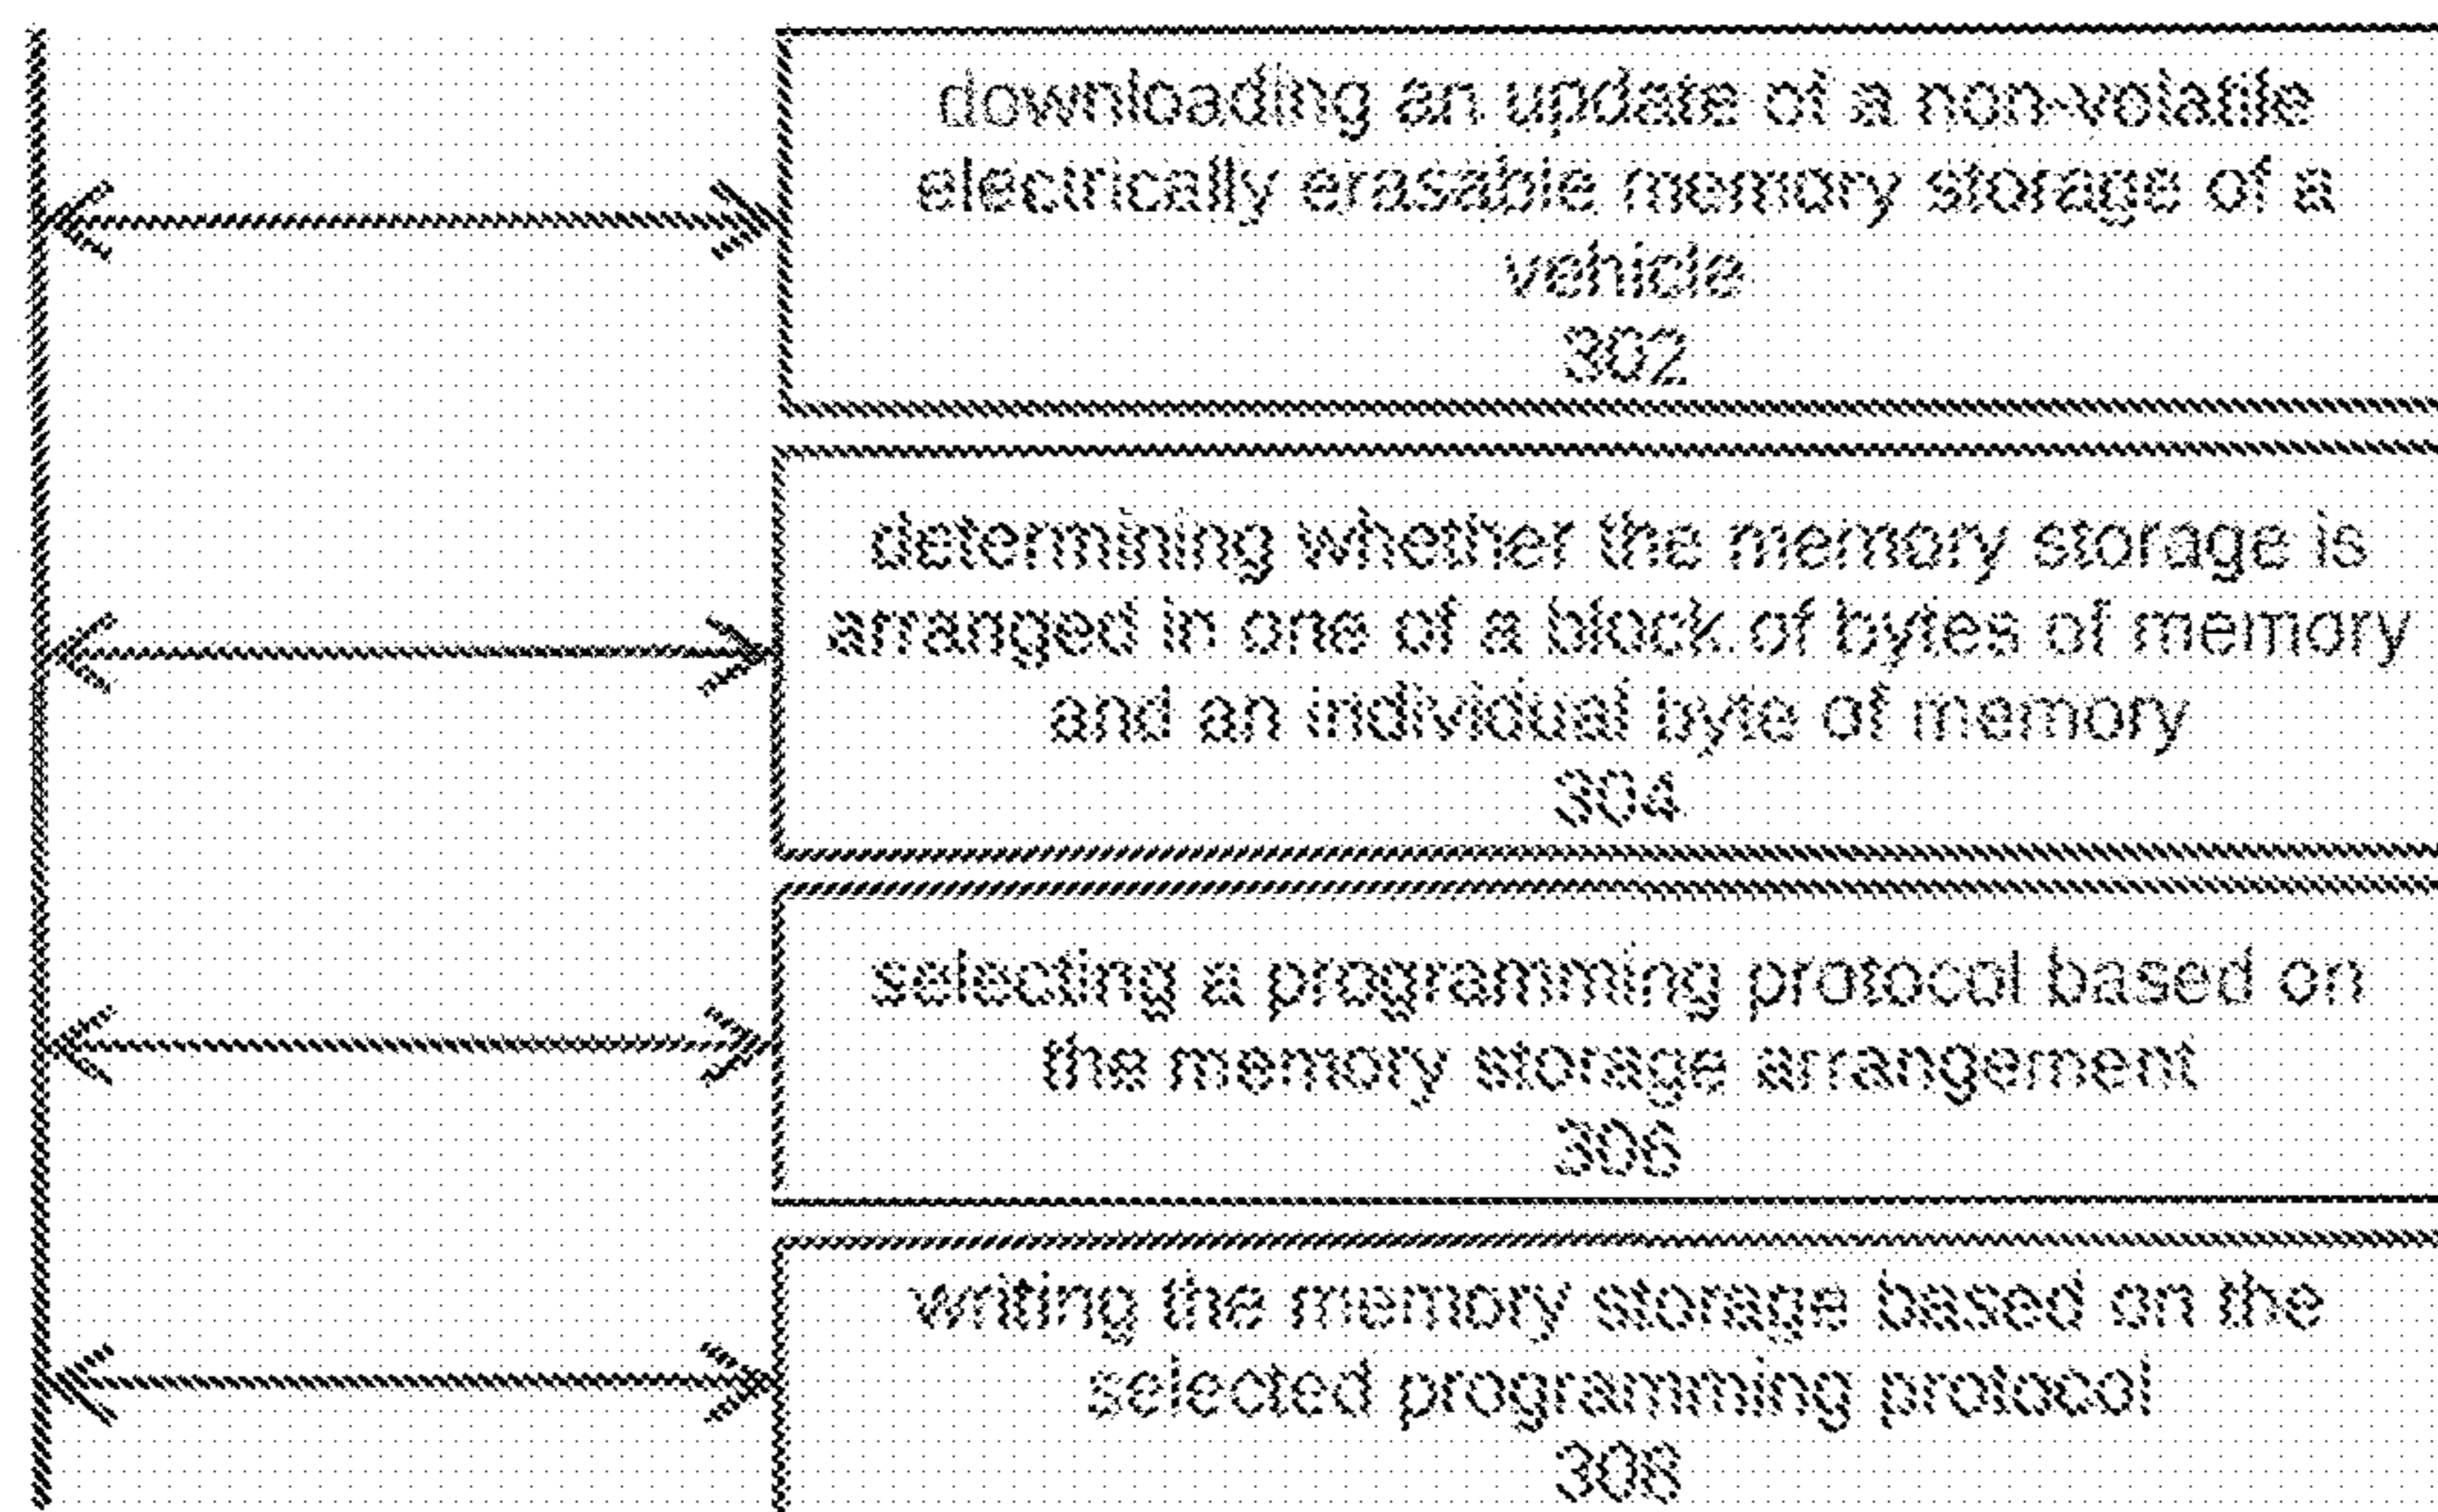 downloading an update of a non-volatile
electrically erasable memory storage of a
vehicle
302
determining whether the memory storage is
arranged in one of a block of bytes of memory
and an individual byte of memory
304
selecting a programming protocol based on
the memory storage arrangement
306
writing the memory storage based on the
selected programming protocol
308